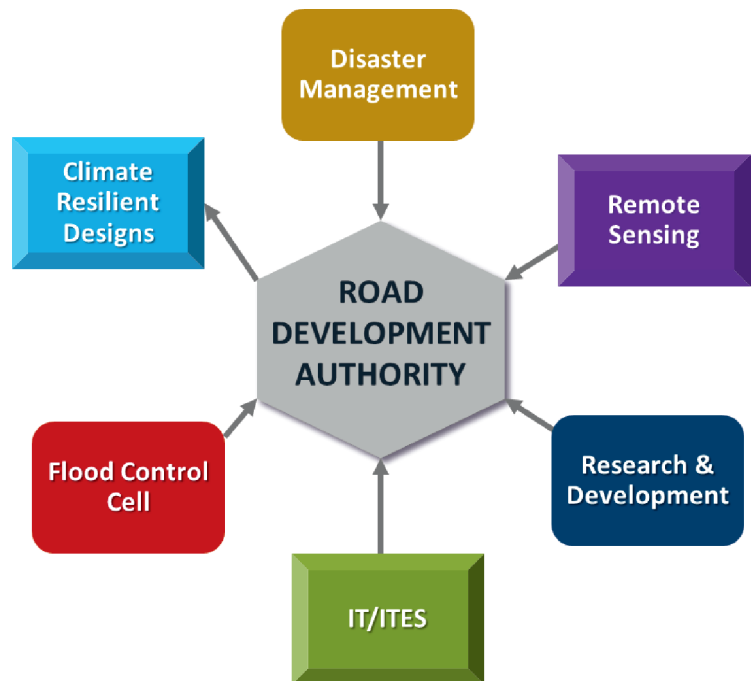 Disaster
Management
Climate
Resilient
Designs
Remote
Sensing
ROAD
DEVELOPMENT
AUTHORITY
Flood Control
Cell
Research &
Development
IT/ITES